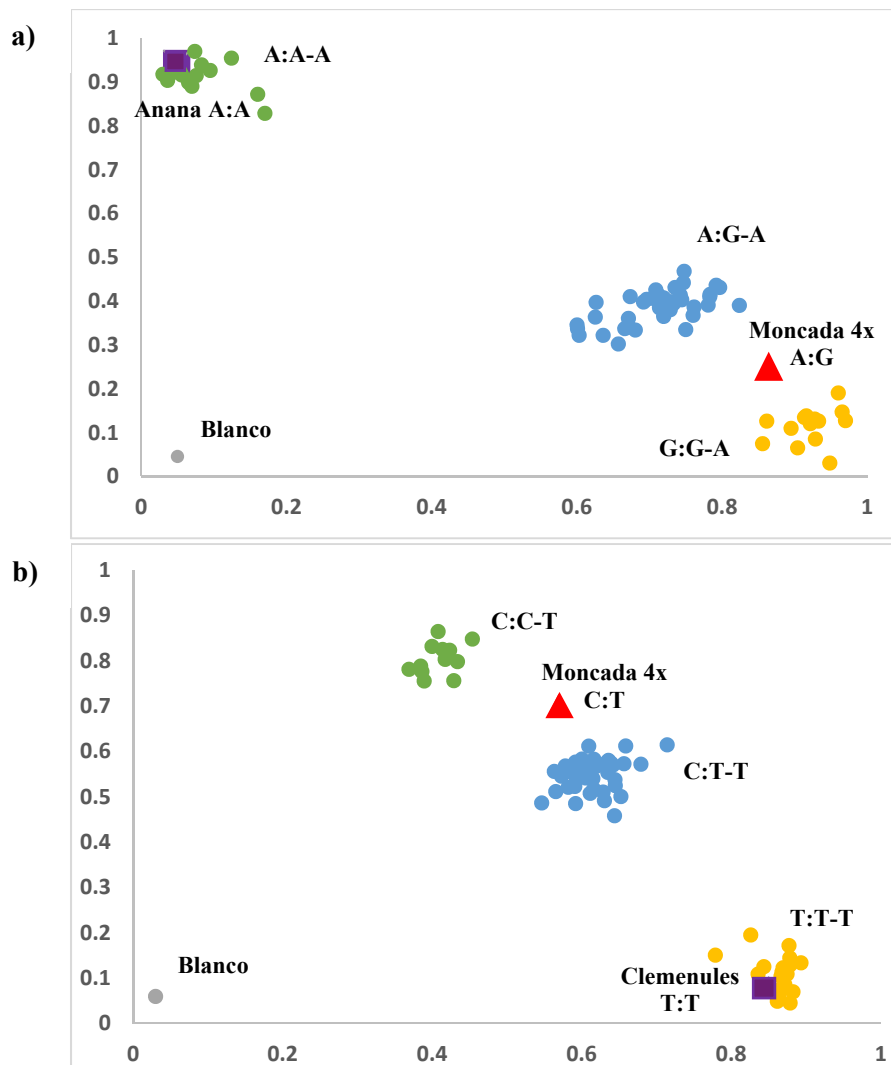 a)
1
0.9
0.8
0.7
0.6
0.5
0.4
0.3
0.2
0.1
0
A:A-A
Anana A:A
A:G-A
Moncada 4x
A:G
G:G-A
Blanco
0
0.2
0.4
0.6
0.8
1
b)
1
0.9
0.8
0.7
0.6
0.5
0.4
0.3
0.2
0.1
0
C:C-T
Moncada 4x
C:T
C:T-T
T:T-T
Clemenules
T:T
Blanco
0
0.2
0.4
0.6
0.8
1